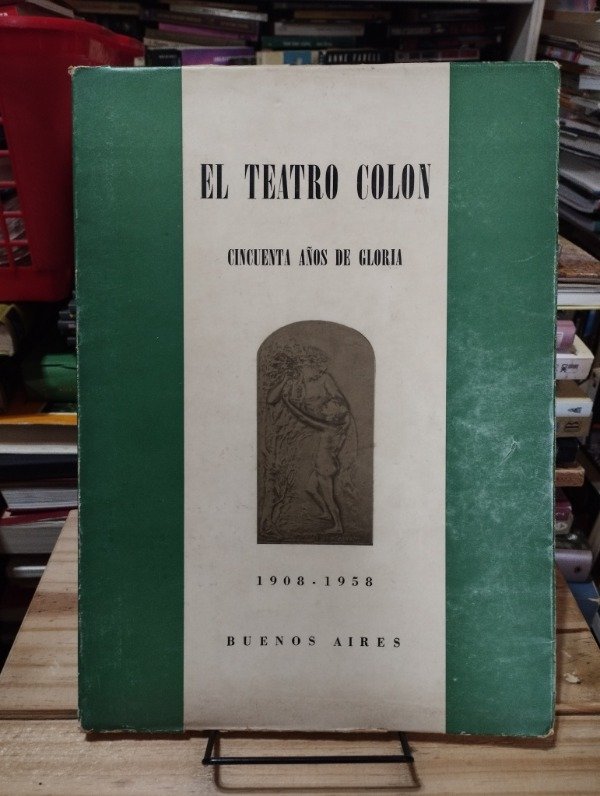 EL TEATRO COLON
CINCUENTA AÑOS DE GLORIA
1908 - 1958
BUENOS AIRES